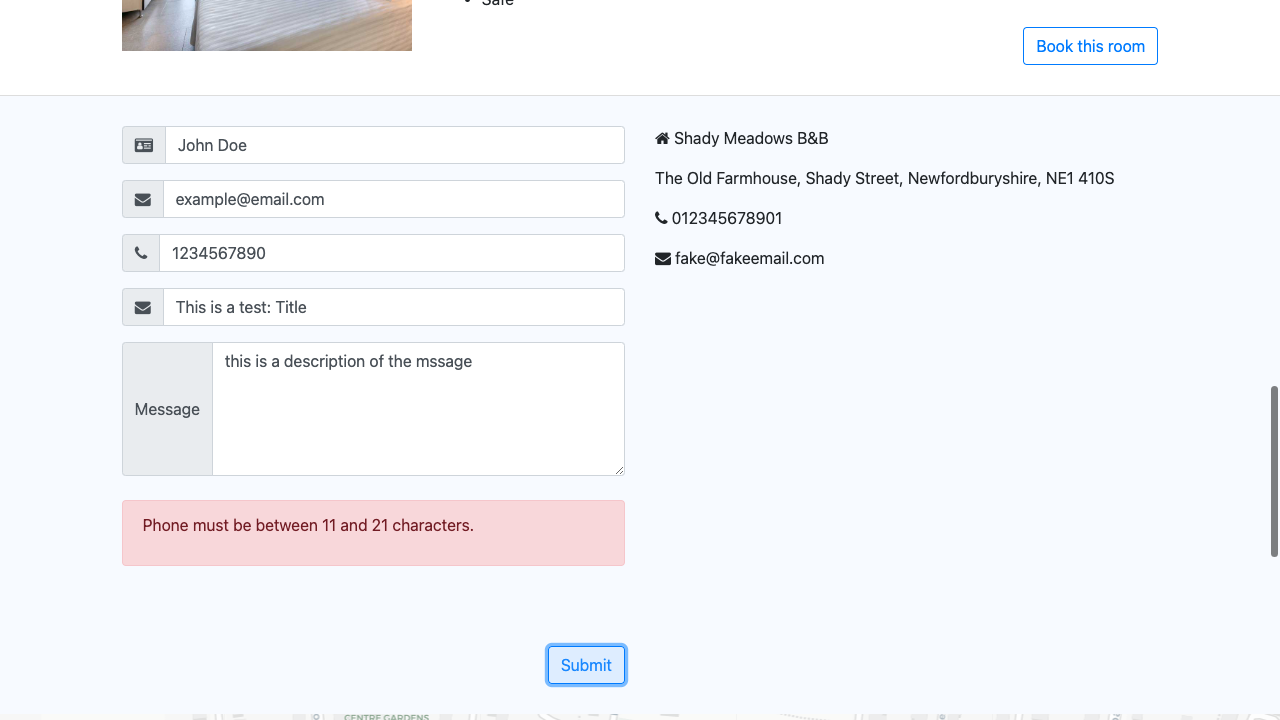 Safe
Book this room
John Doe
example@email.com
1234567890
This is a test: Title
Message
this is a description of the mssage
Phone must be between 11 and 21 characters.
Submit
Shady Meadows B&B
The Old Farmhouse, Shady Street, Newfordburyshire, NE1 410S
012345678901
fake@fakeemail.com
CENTRE GARDENS